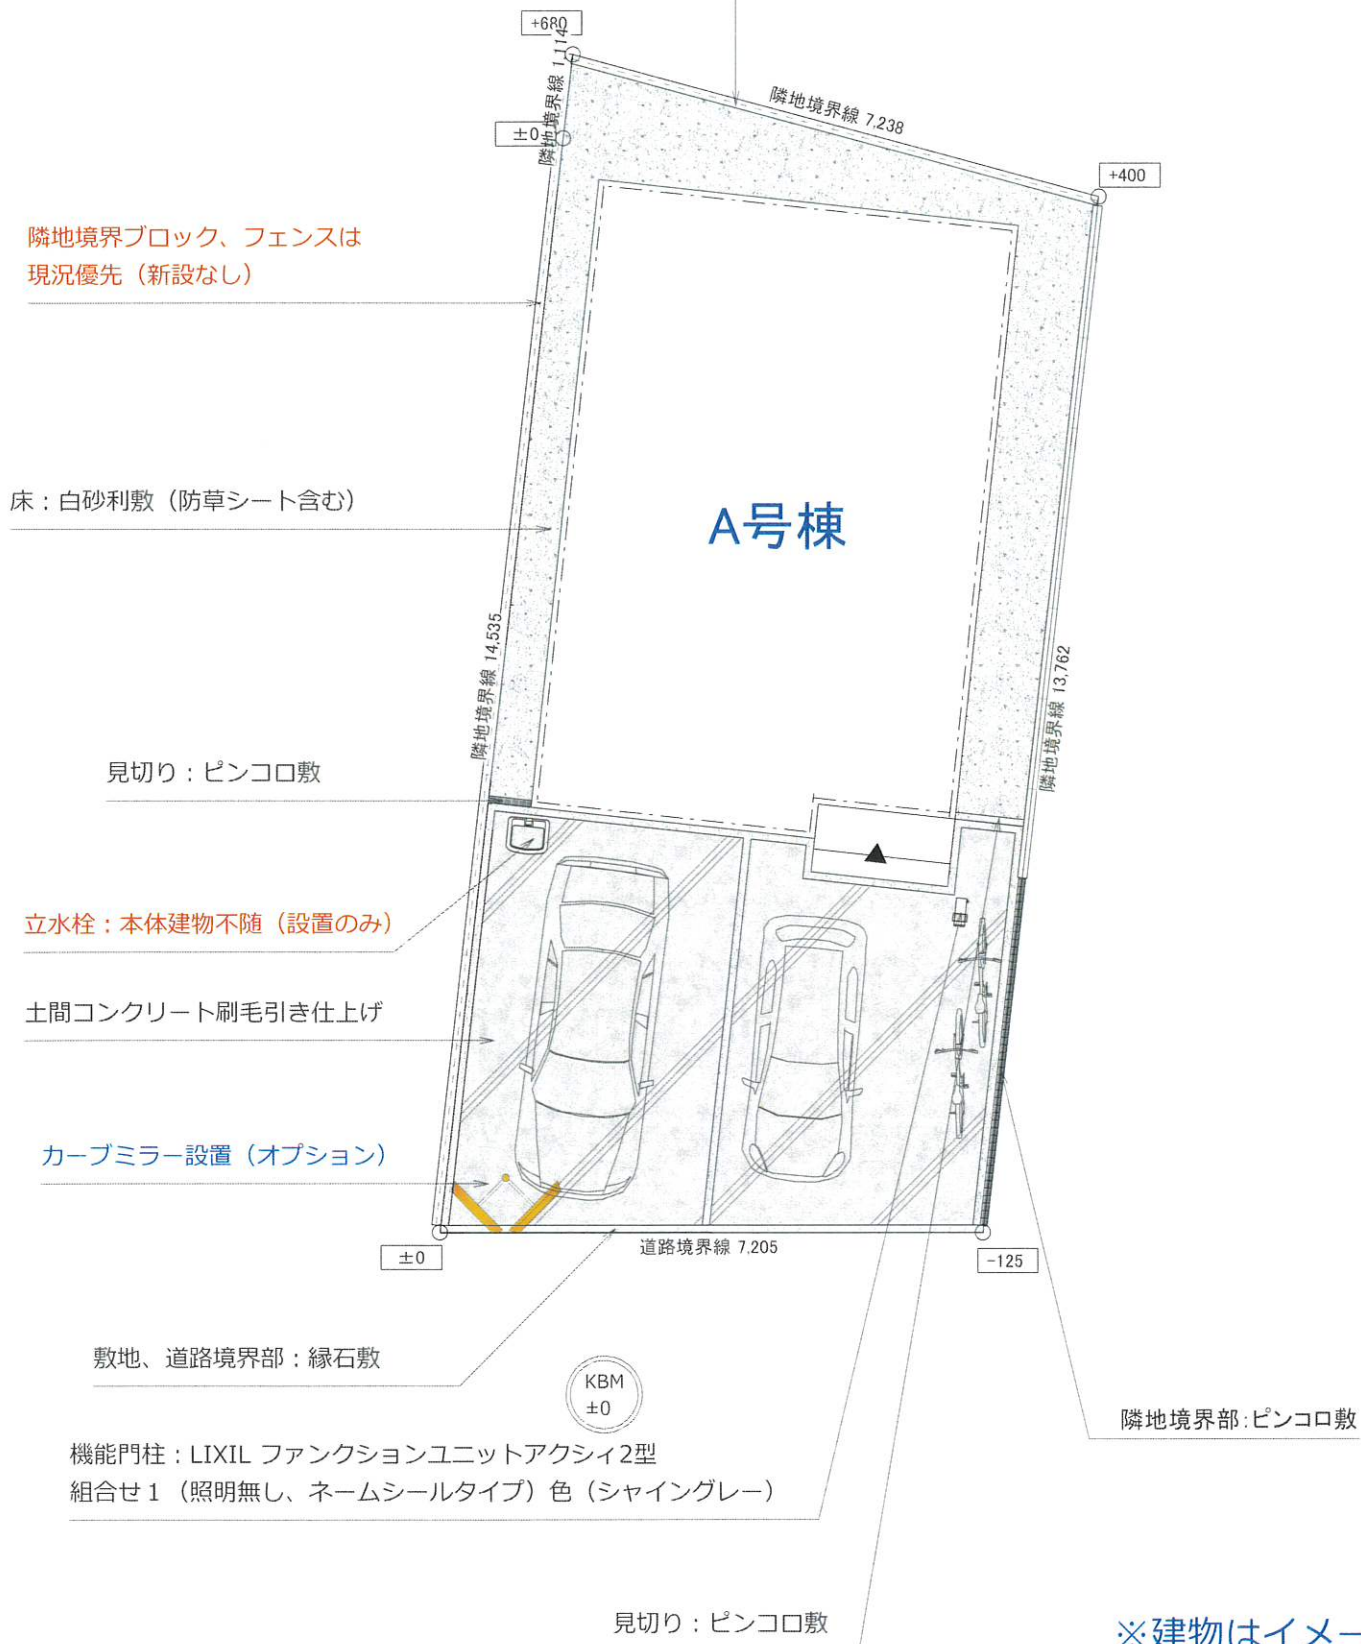 +680
隣地境界線 1,114
±0
隣地境界線 7,238
+400
隣地境界ブロック、フェンスは
現況優先（新設なし）
床：白砂利敷（防草シート含む）
A号棟
隣地境界線 14,535
隣地境界線 13,762
見切り：ピンコロ敷
立水栓：本体建物不随（設置のみ）
土間コンクリート刷毛引き仕上げ
カーブミラー設置（オプション）
±0
道路境界線 7,205
-125
敷地、道路境界部：縁石敷
KBM
±0
隣地境界部:ピンコロ敷
機能門柱：LIXIL ファンクションユニットアクシィ2型
組合せ１（照明無し、ネームシールタイプ）色（シャイングレー）
見切り：ピンコロ敷
※建物はイメー